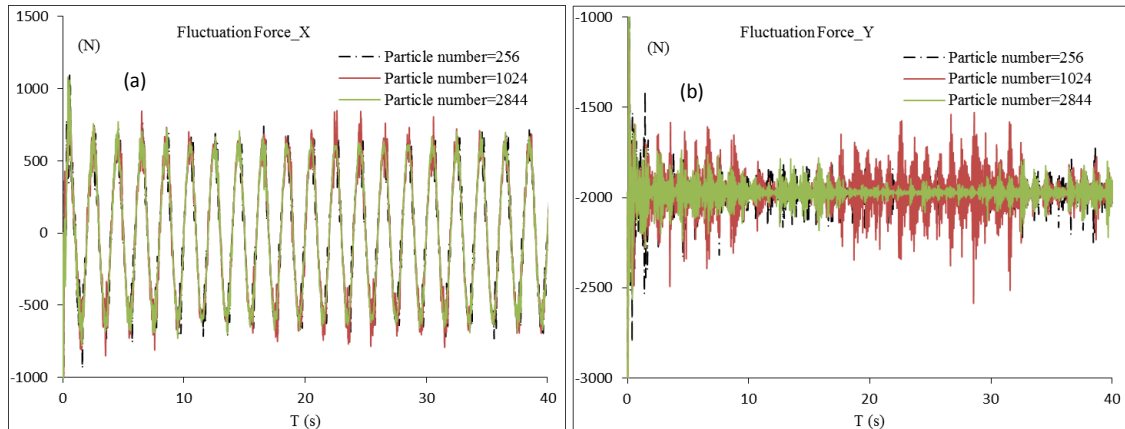 1500
1000
500
0
-500
-1000
(N)
Fluctuation Force_X
(a)
Particle number=256
Particle number=1024
Particle number=2844
0
10
20
30
40
T (s)
-1000
-1500
-2000
-2500
-3000
(N)
Fluctuation Force_Y
(b)
Particle number=256
Particle number=1024
Particle number=2844
0
10
20
30
40
T (s)